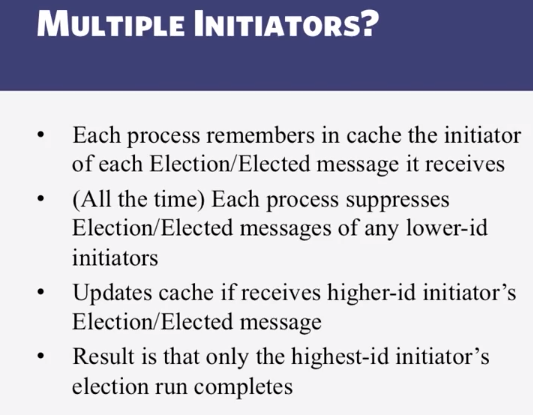 MULTIPLE INITIATORS?
• Each process remembers in cache the initiator
of each Election/Elected message it receives
• (All the time) Each process suppresses
Election/Elected messages of any lower-id
initiators
• Updates cache if receives higher-id initiator's
Election/Elected message
• Result is that only the highest-id initiator's
election run completes